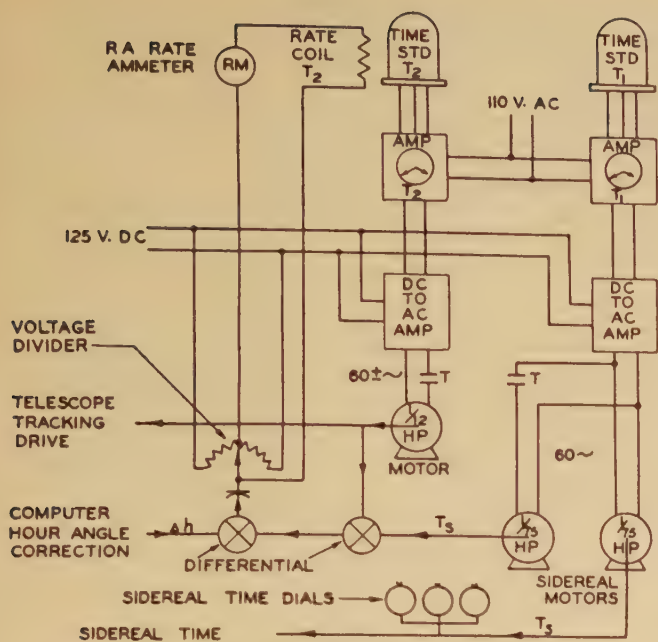 RA RATE
AMMETER
RM
RATE
COIL
T2
TIME
STD
T2
TIME
STD
T1
110 V. AC
AMP
T2
AMP
T1
125 V. DC
DC
TO
AC
AMP
DC
TO
AC
AMP
VOLTAGE
DIVIDER
60±~
T
T
TELESCOPE
TRACKING
DRIVE
1/2
HP
MOTOR
60~
COMPUTER
HOUR ANGLE
CORRECTION
Δh
DIFFERENTIAL
TS
1/75
HP
1/75
HP
SIDEREAL
MOTORS
SIDEREAL TIME DIALS
SIDEREAL TIME
TS